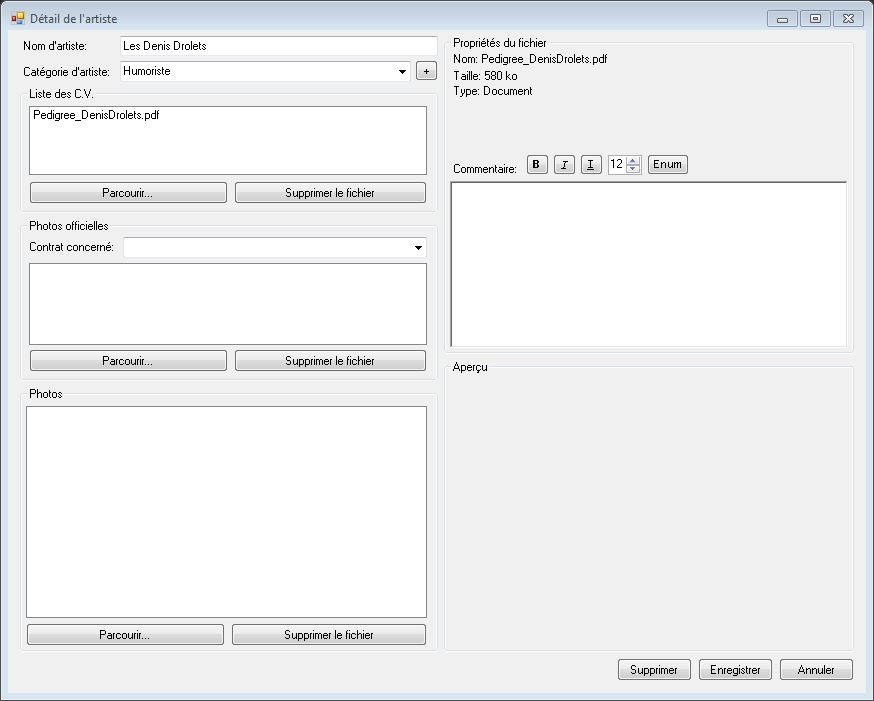 Détail de l'artiste
Nom d'artiste: Les Denis Drolets
Catégorie d'artiste: Humoriste +
Liste des C.V.
Pedigree_DenisDrolets.pdf
Parcourir... Supprimer le fichier
Photos officielles
Contrat concerné:
Parcourir... Supprimer le fichier
Photos
Parcourir... Supprimer le fichier
Propriétés du fichier
Nom: Pedigree_DenisDrolets.pdf
Taille: 580 ko
Type: Document
Commentaire: B I I 12 Enum
Aperçu
Supprimer Enregistrer Annuler